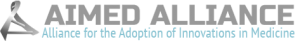 AIMED ALLIANCE
Alliance for the Adoption of Innovations in Medicine